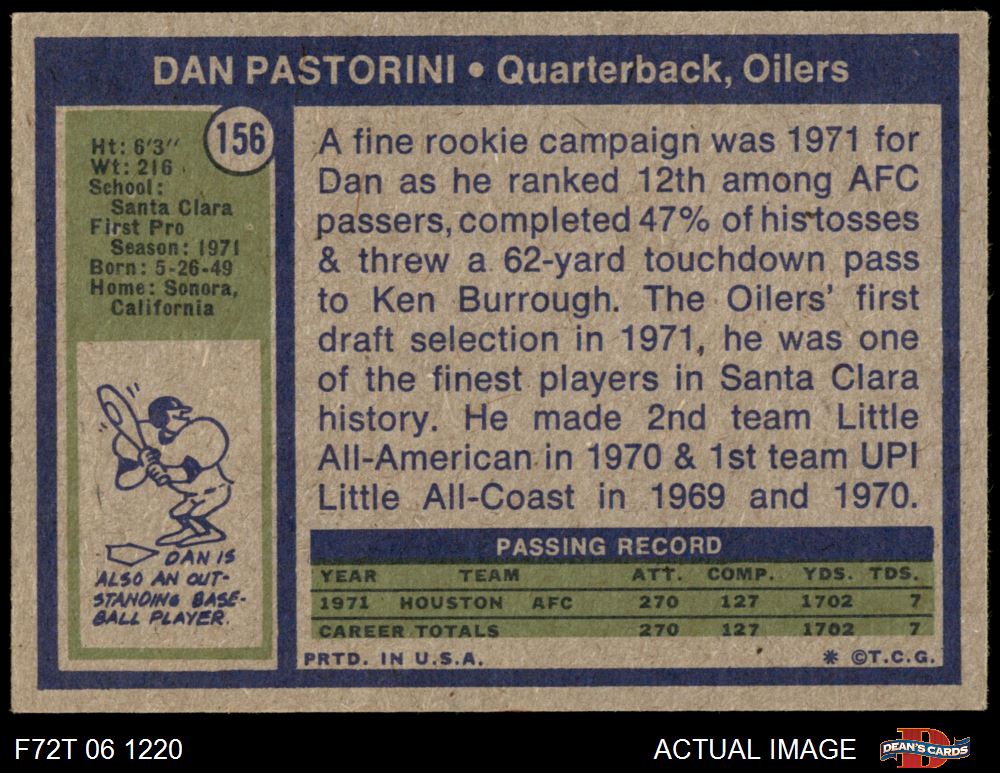 DAN PASTORINI • Quarterback, Oilers
156
Ht: 6'3"
Wt: 216
School:
Santa Clara
First Pro
Season: 1971
Born: 5-26-49
Home: Sonora,
California
DAN IS
ALSO AN OUT-
STANDING BASE-
BALL PLAYER.
A fine rookie campaign was 1971 for
Dan as he ranked 12th among AFC
passers, completed 47% of his tosses
& threw a 62-yard touchdown pass
to Ken Burrough. The Oilers' first
draft selection in 1971, he was one
of the finest players in Santa Clara
history. He made 2nd team Little
All-American in 1970 & 1st team UPI
Little All-Coast in 1969 and 1970.
PASSING RECORD
YEAR TEAM ATT. COMP. YDS. TDS.
1971 HOUSTON AFC 270 127 1702 7
CAREER TOTALS 270 127 1702 7
PRTD. IN U.S.A. * ©T.C.G.
F72T 06 1220 ACTUAL IMAGE DEAN'S CARDS